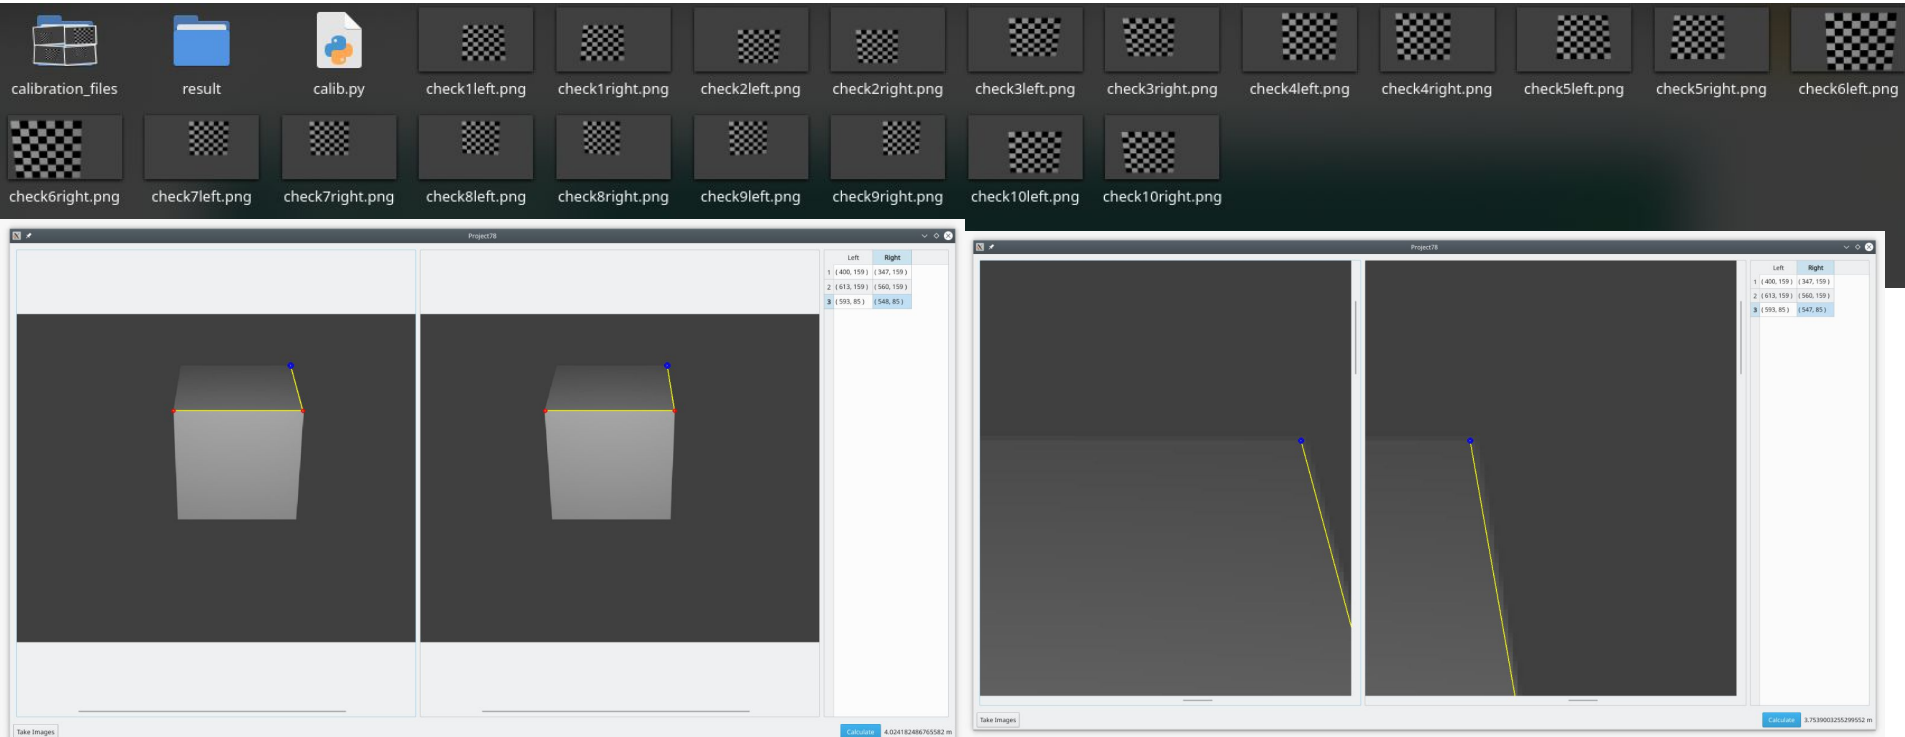 calibration_files result calib.py check1left.png check1right.png check2left.png check2right.png check3left.png check3right.png check4left.png check4right.png check5left.png check5right.png check6left.png
check6right.png check7left.png check7right.png check8left.png check8right.png check9left.png check9right.png check10left.png check10right.png
Project78
Left Right
1 ( 400, 159 ) ( 347, 159 )
2 ( 613, 159 ) ( 560, 159 )
3 ( 593, 85 ) ( 548, 85 )
Take Images Calculate 4.024182486765582 m
Project78
Left Right
1 ( 400, 159 ) ( 347, 159 )
2 ( 613, 159 ) ( 560, 159 )
3 ( 593, 85 ) ( 547, 85 )
Take Images Calculate 3.7539003255299552 m